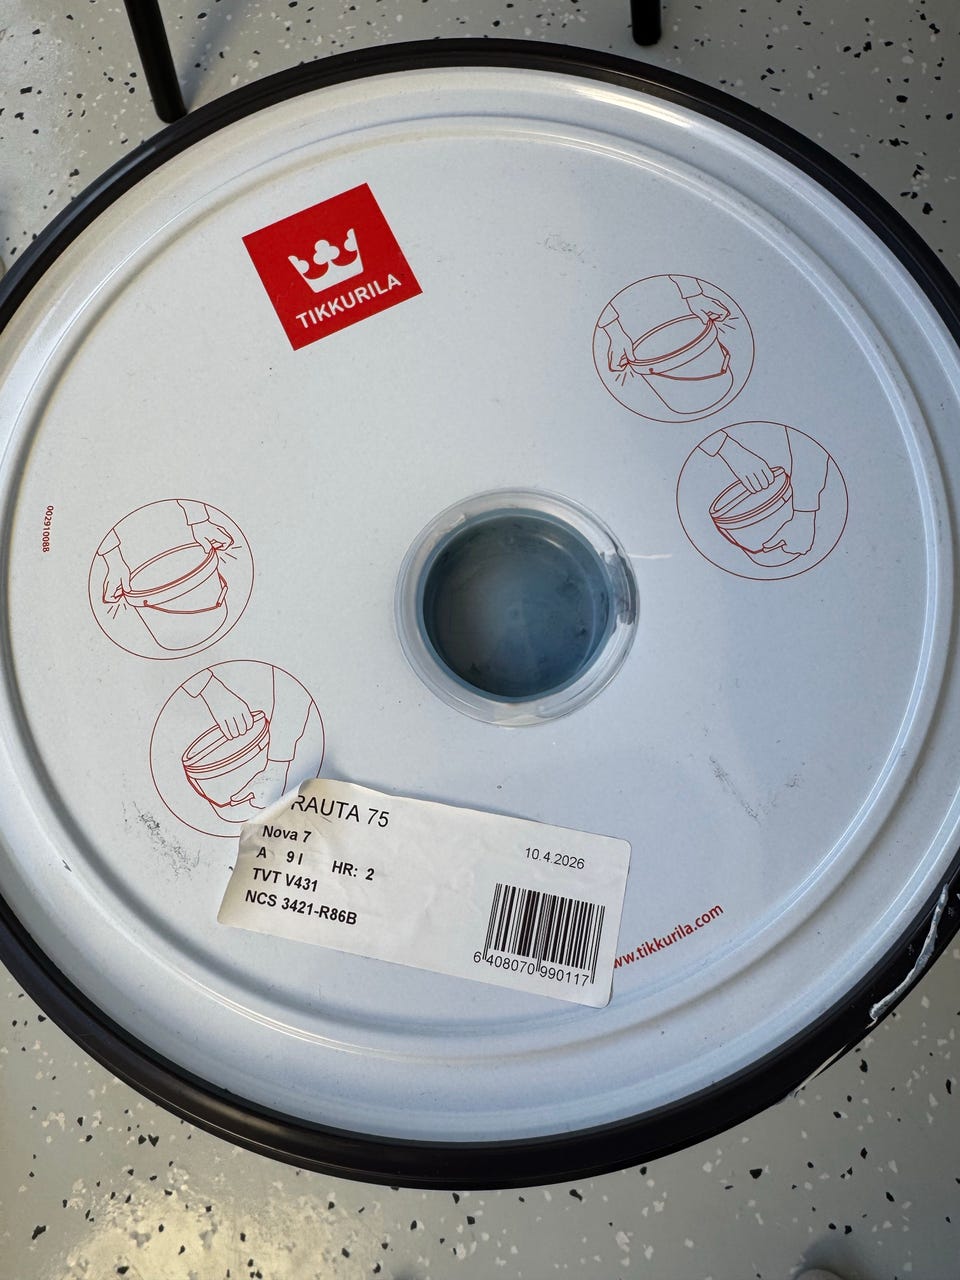 TIKKURILA
00291008B
RAUTA 75
Nova 7
A 9 l HR: 2
TVT V431
NCS 3421-R86B
10.4.2026
6 408070 990117
www.tikkurila.com